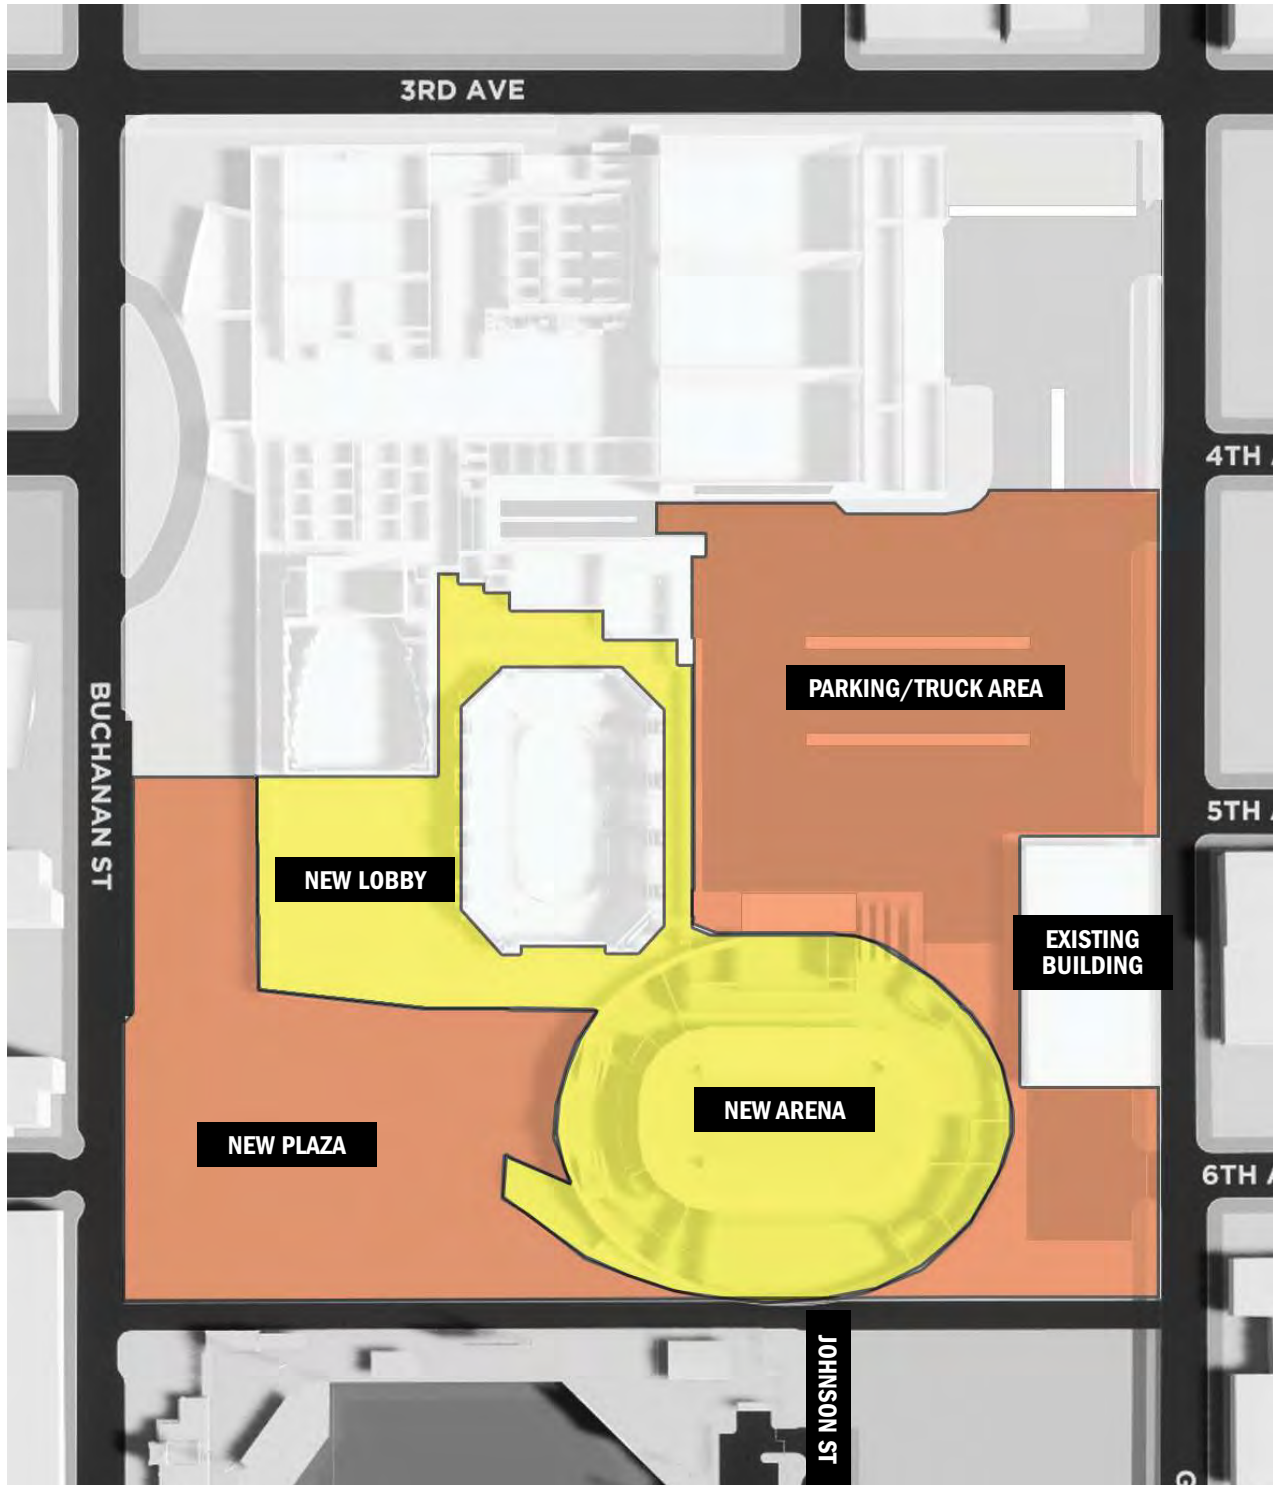 3RD AVE
4TH
BUCHANAN ST
PARKING/TRUCK AREA
5TH
NEW LOBBY
EXISTING
BUILDING
NEW ARENA
NEW PLAZA
6TH
JOHNSON ST
G